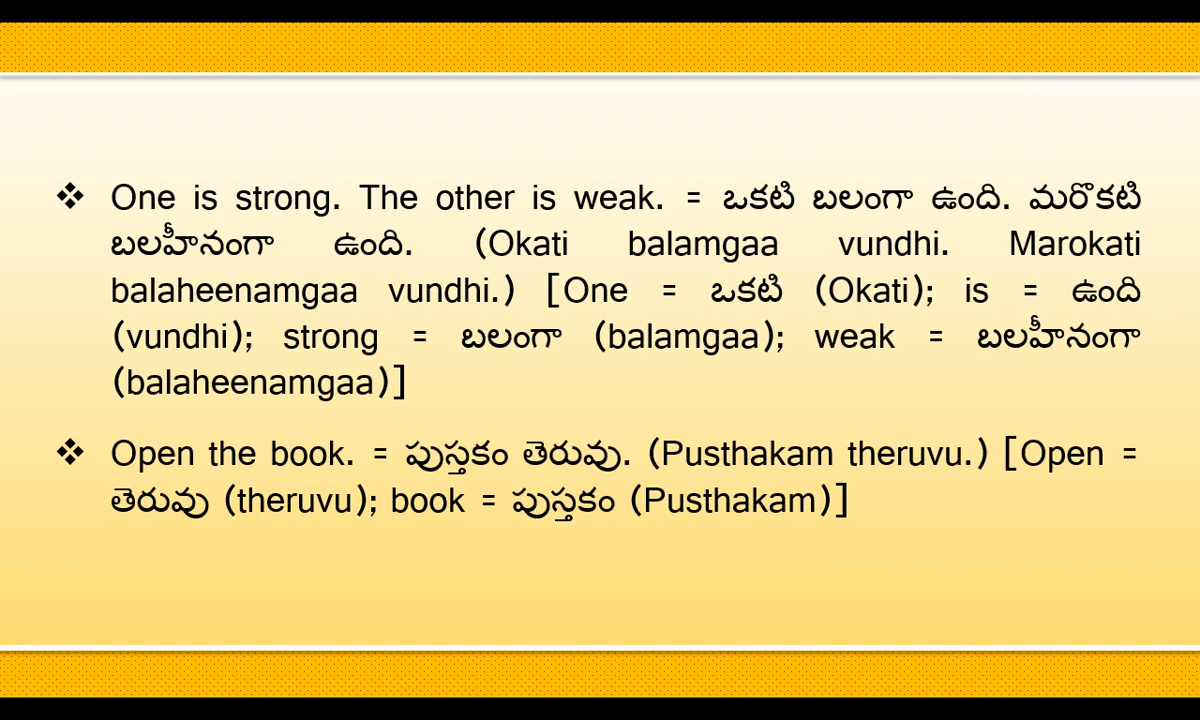 ❖ One is strong. The other is weak. = ఒకటి బలంగా ఉంది. మరొకటి
బలహీనంగా ఉంది. (Okati balamgaa vundhi. Marokati
balaheenamgaa vundhi.) [One = ఒకటి (Okati); is = ఉంది
(vundhi); strong = బలంగా (balamgaa); weak = బలహీనంగా
(balaheenamgaa)]
❖ Open the book. = పుస్తకం తెరువు. (Pusthakam theruvu.) [Open =
తెరువు (theruvu); book = పుస్తకం (Pusthakam)]